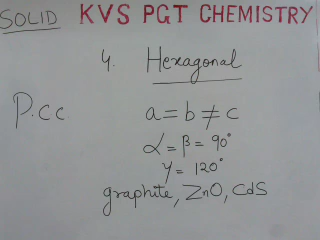 SOLID KVS PGT CHEMISTRY
4. Hexagonal
P.cc a = b ≠ c
α = β = 90°
γ = 120°
graphite, ZnO, CdS